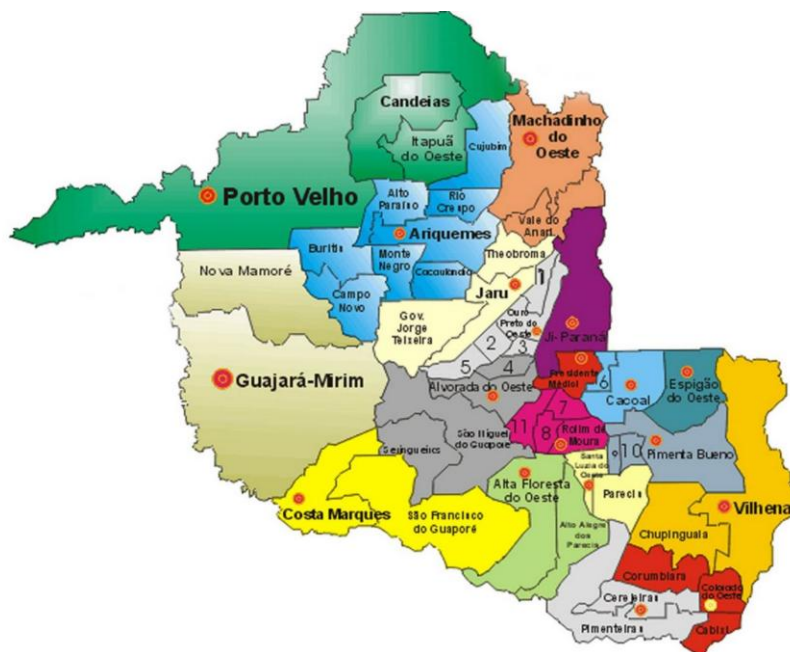 Candeias
Itapuã
do Oeste
Cujubim
Machadinho
do
Oeste
Porto Velho
Alto
Paraíso
Rio
Crespo
Vale do
Anari
Buritis
Ariquemes
Monte
Negro
Cacaulandia
Theobroma
1
Nova Mamoré
Campo
Novo
Jaru
Gov.
Jorge
Teixeira
Ouro
Preto do
Oeste
Ji-Paraná
2
3
5
4
Guajará-Mirim
Alvorada do Oeste
Presidente
Médici
6
Cacoal
Espigão
do Oeste
7
11
8
Rolim de
Moura
São Miguel
do Guaporé
Seringueiras
10
Pimenta Bueno
Santa
Luzia do
Oeste
Parecis
Alta Floresta
do Oeste
Costa Marques
São Francisco
do Guaporé
Alto Alegre
dos
Parecis
Vilhena
Chupinguaia
Corumbiara
Colorado
do Oeste
Cerejeiras
Pimenteiras
Cabixi